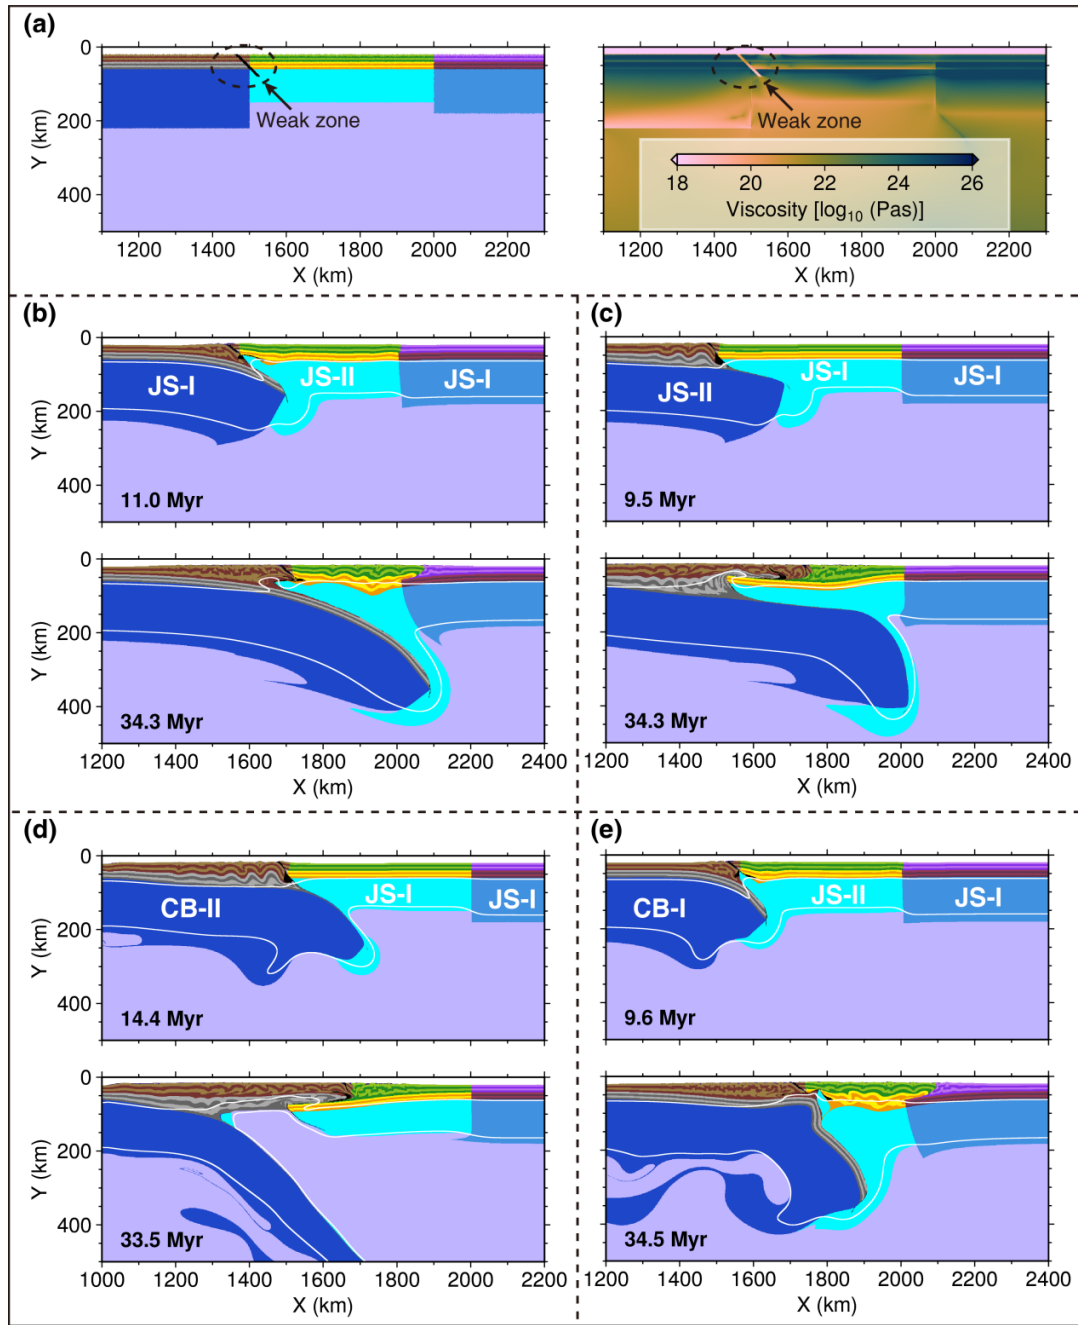 (a)
0
200
400
Y (km)
Weak zone
1200 1400 1600 1800 2000 2200
X (km)
Weak zone
18 20 22 24 26
Viscosity [log10 (Pas)]
1200 1400 1600 1800 2000 2200
X (km)
(b)
0
200
400
Y (km)
JS-I JS-II JS-I
11.0 Myr
0
200
400
Y (km)
34.3 Myr
1200 1400 1600 1800 2000 2200 2400
X (km)
(c)
JS-II JS-I JS-I
9.5 Myr
34.3 Myr
1200 1400 1600 1800 2000 2200 2400
X (km)
(d)
0
200
400
Y (km)
CB-II JS-I JS-I
14.4 Myr
0
200
400
Y (km)
33.5 Myr
1000 1200 1400 1600 1800 2000 2200
X (km)
(e)
CB-I JS-II JS-I
9.6 Myr
34.5 Myr
1200 1400 1600 1800 2000 2200 2400
X (km)